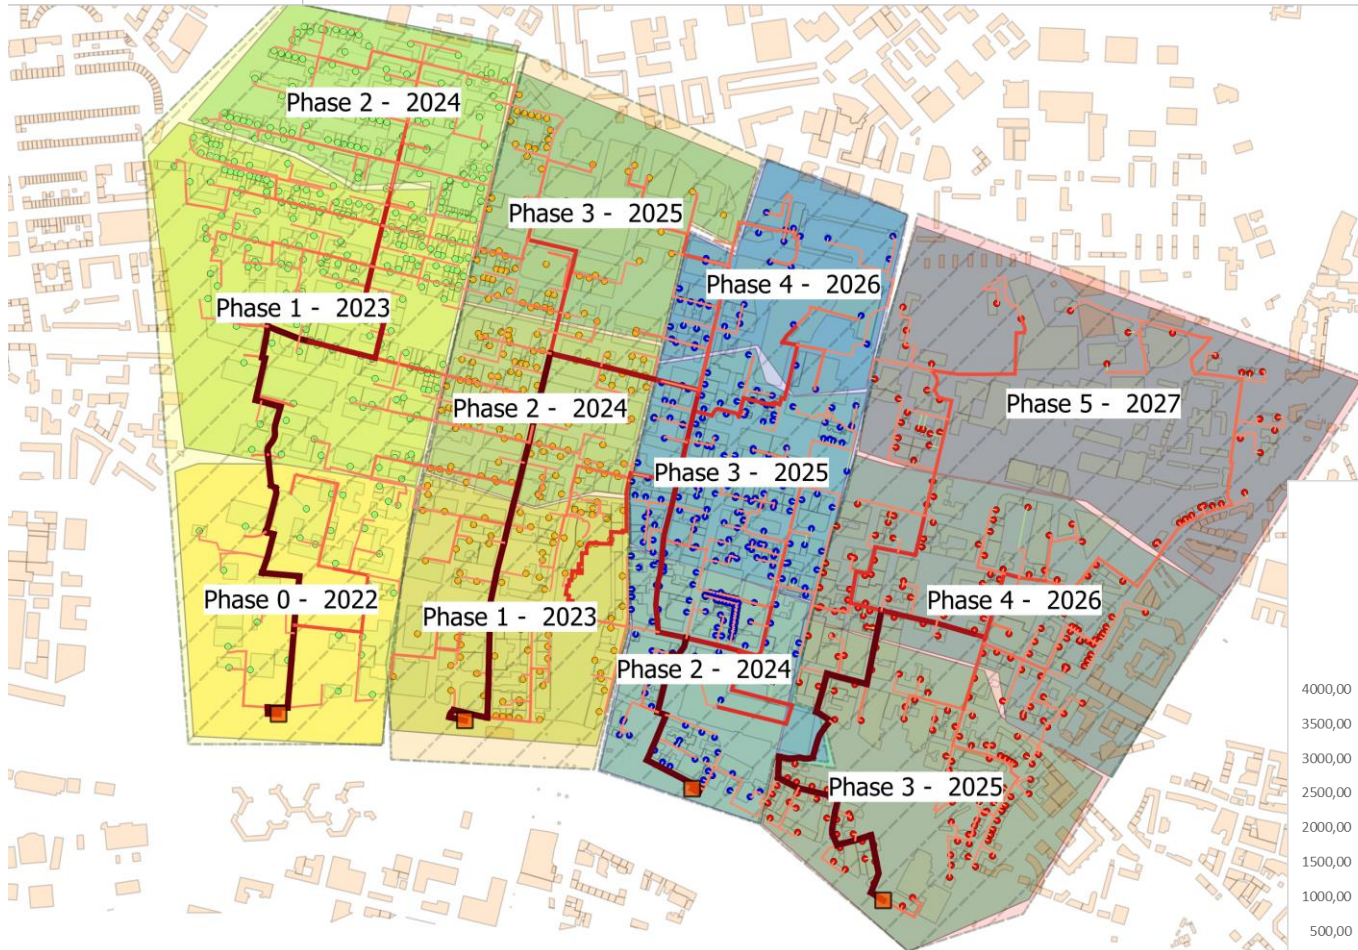 Phase 2 - 2024
Phase 3 - 2025
Phase 4 - 2026
Phase 1 - 2023
Phase 2 - 2024
Phase 5 - 2027
Phase 3 - 2025
Phase 0 - 2022
Phase 1 - 2023
Phase 4 - 2026
Phase 2 - 2024
Phase 3 - 2025
4000,00
3500,00
3000,00
2500,00
2000,00
1500,00
1000,00
500,00